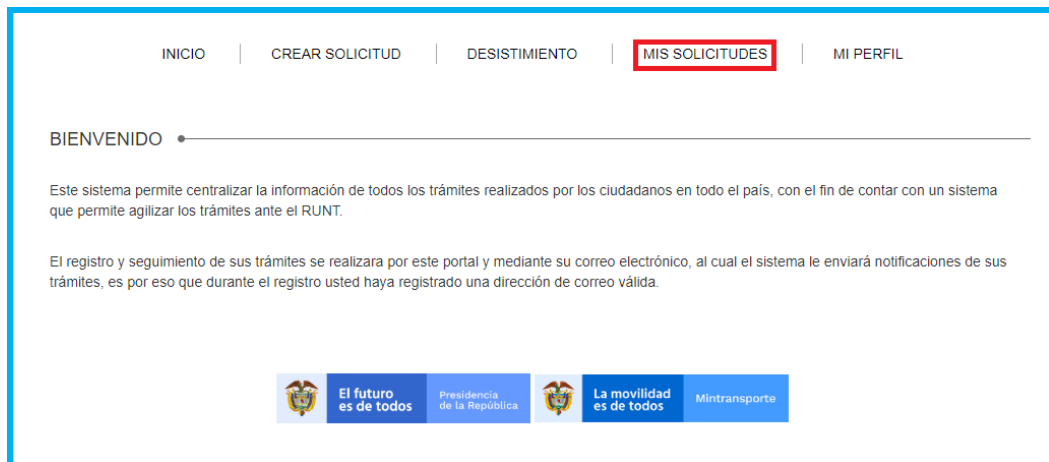 INICIO CREAR SOLICITUD DESISTIMIENTO MIS SOLICITUDES MI PERFIL
BIENVENIDO
Este sistema permite centralizar la información de todos los trámites realizados por los ciudadanos en todo el país, con el fin de contar con un sistema
que permite agilizar los trámites ante el RUNT.
El registro y seguimiento de sus trámites se realizara por este portal y mediante su correo electrónico, al cual el sistema le enviará notificaciones de sus
trámites, es por eso que durante el registro usted haya registrado una dirección de correo válida.
El futuro
es de todos
Presidencia
de la República
La movilidad
es de todos
Mintransporte